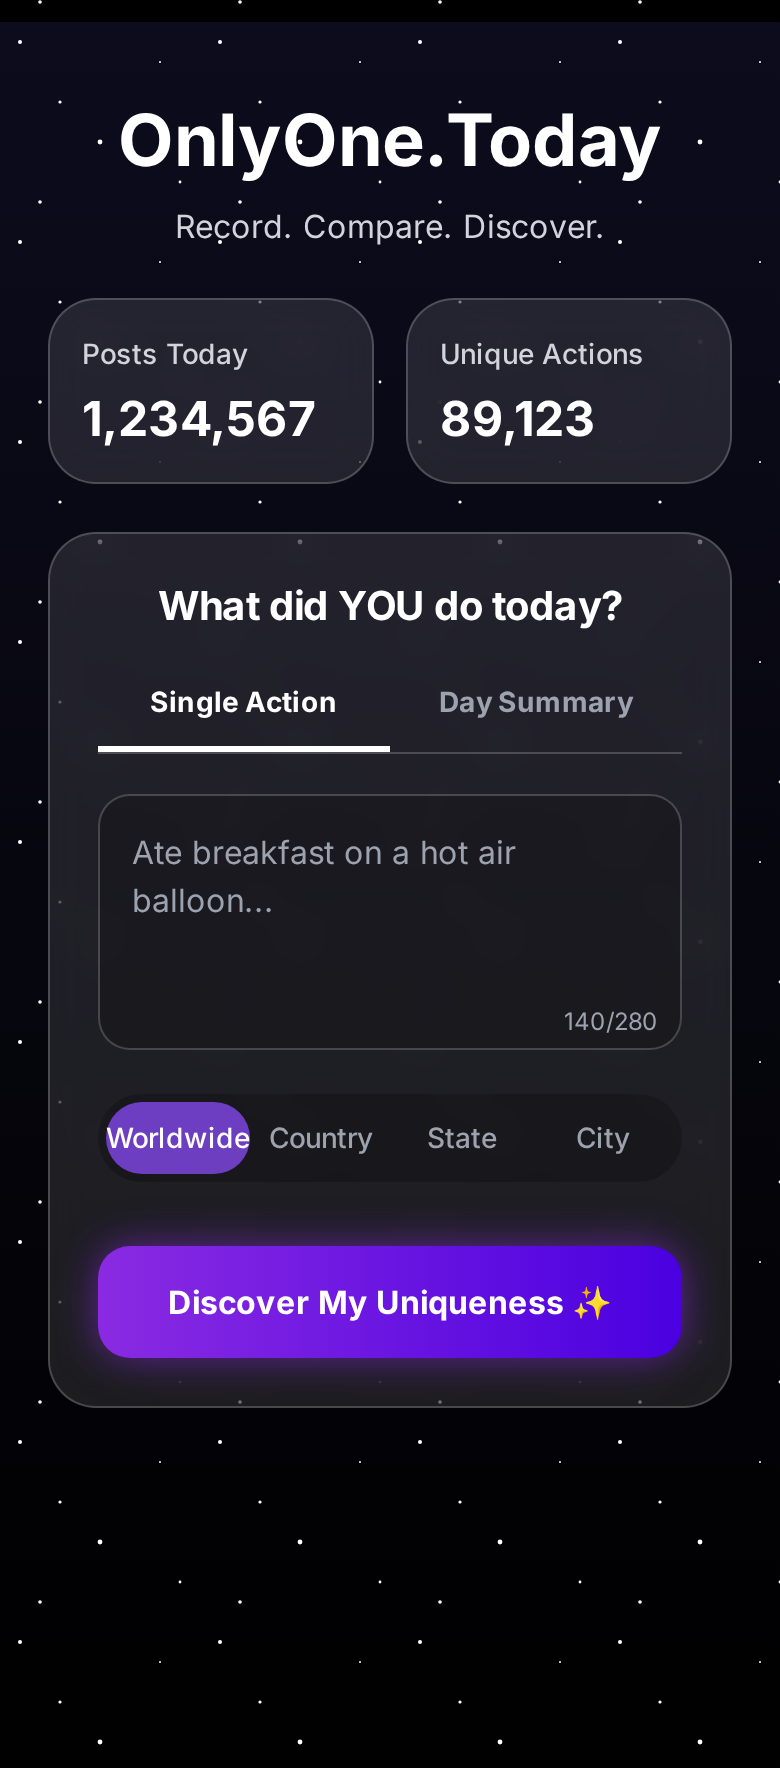 OnlyOne.Today
Record. Compare. Discover.
Posts Today
1,234,567
Unique Actions
89,123
What did YOU do today?
Single Action
Day Summary
Ate breakfast on a hot air
balloon...
140/280
Worldwide Country State City
Discover My Uniqueness ✨